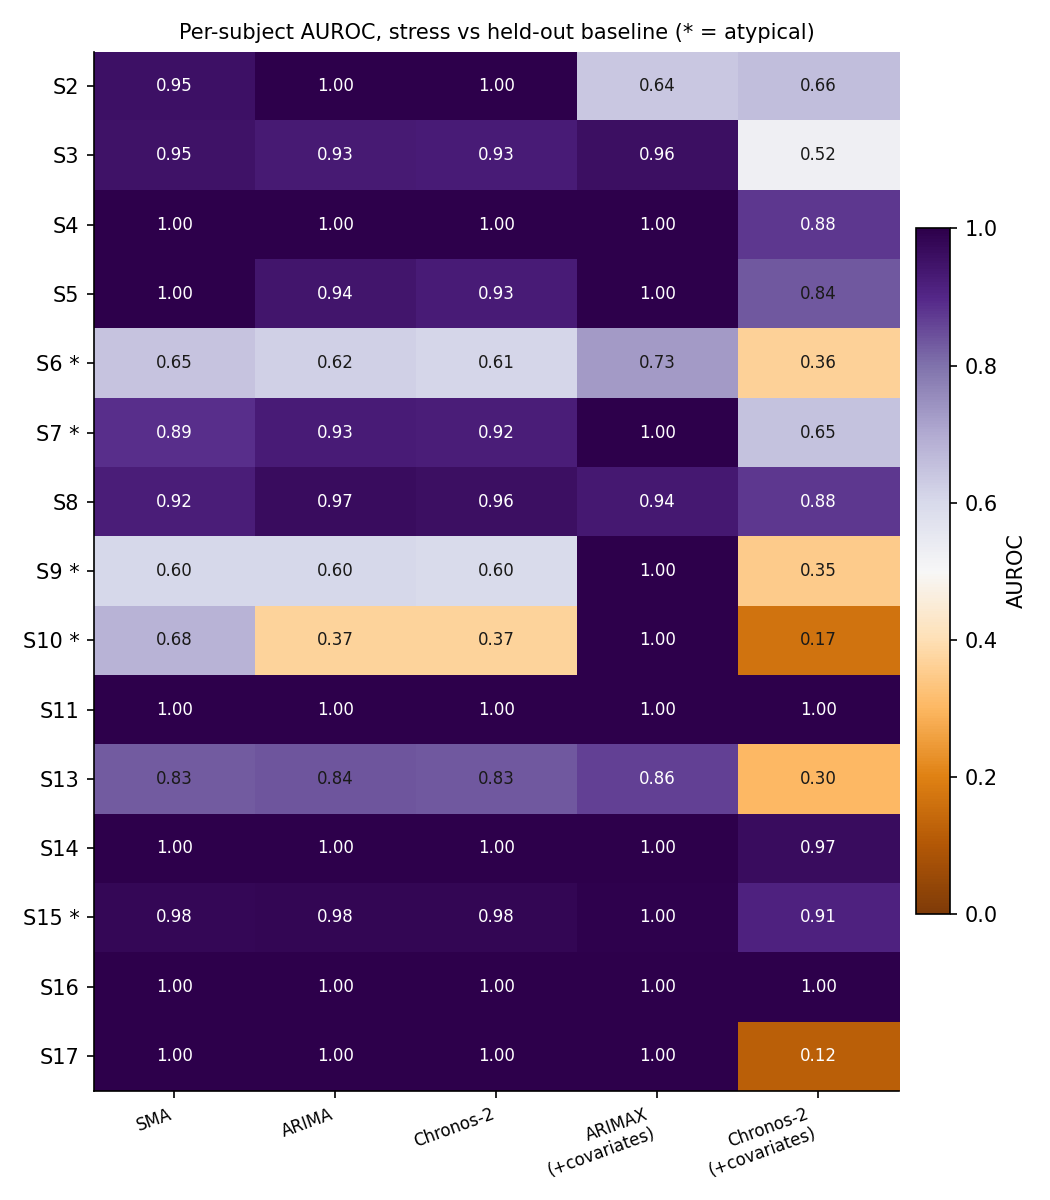 Per-subject AUROC, stress vs held-out baseline (* = atypical)
S2 0.95 1.00 1.00 0.64 0.66
S3 0.95 0.93 0.93 0.96 0.52
S4 1.00 1.00 1.00 1.00 0.88
S5 1.00 0.94 0.93 1.00 0.84
S6 * 0.65 0.62 0.61 0.73 0.36
S7 * 0.89 0.93 0.92 1.00 0.65
S8 0.92 0.97 0.96 0.94 0.88
S9 * 0.60 0.60 0.60 1.00 0.35
S10 * 0.68 0.37 0.37 1.00 0.17
S11 1.00 1.00 1.00 1.00 1.00
S13 0.83 0.84 0.83 0.86 0.30
S14 1.00 1.00 1.00 1.00 0.97
S15 * 0.98 0.98 0.98 1.00 0.91
S16 1.00 1.00 1.00 1.00 1.00
S17 1.00 1.00 1.00 1.00 0.12
SMA
ARIMA
Chronos-2
ARIMAX
(+covariates)
Chronos-2
(+covariates)
1.0
0.8
0.6
0.4
0.2
0.0
AUROC